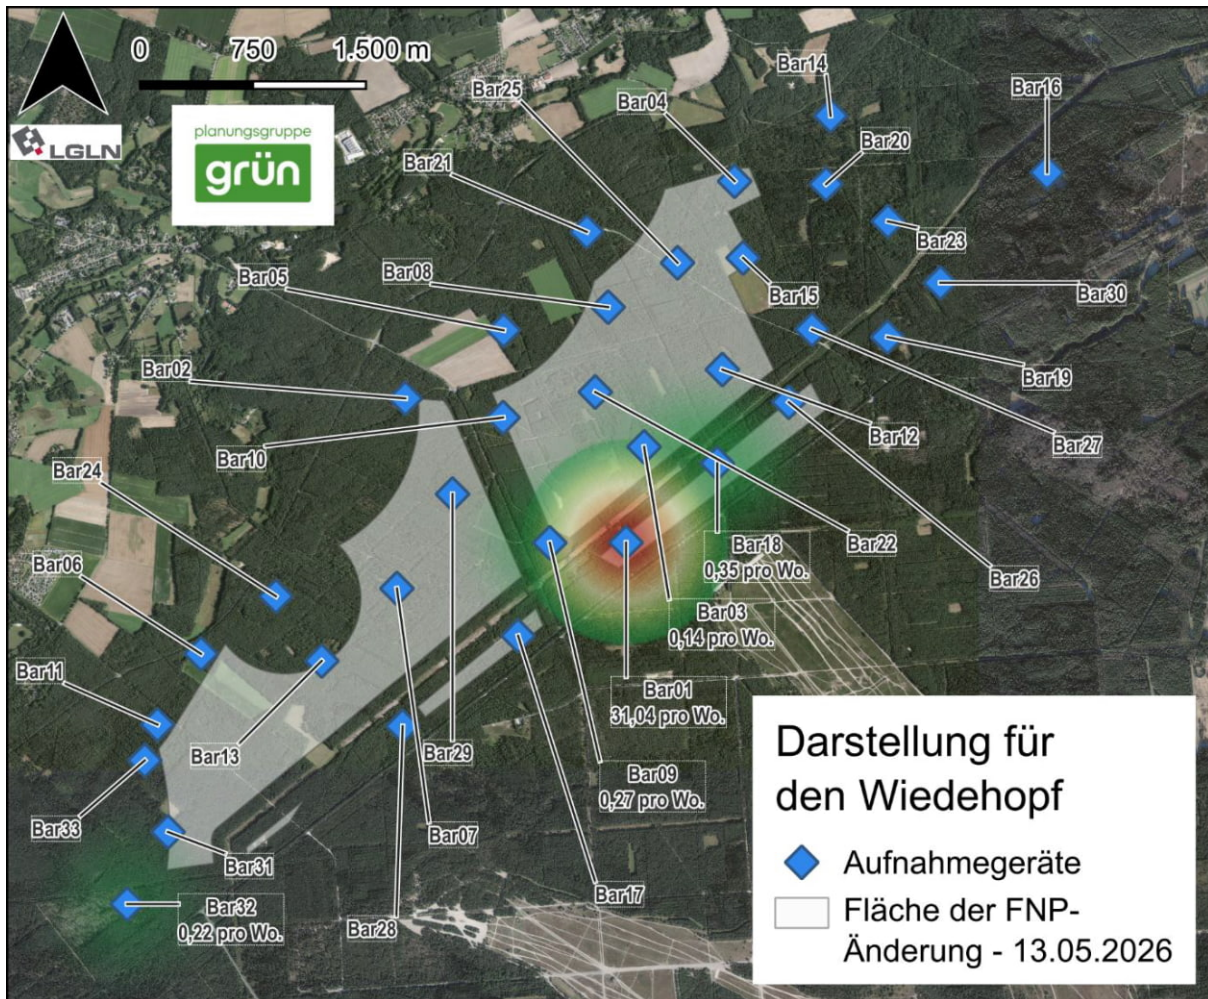 0 750 1.500 m
LGLN
planungsgruppe
grün
Bar14
Bar16
Bar25
Bar04
Bar20
Bar21
Bar23
Bar05
Bar08
Bar15
Bar30
Bar02
Bar19
Bar10
Bar12
Bar27
Bar24
Bar18
0,35 pro Wo.
Bar22
Bar06
Bar26
Bar03
0,14 pro Wo.
Bar11
Bar01
31,04 pro Wo.
Bar13
Bar29
Bar09
0,27 pro Wo.
Bar33
Bar07
Bar31
Bar17
Bar32
0,22 pro Wo.
Bar28
Darstellung für
den Wiedehopf
Aufnahmegeräte
Fläche der FNP-
Änderung - 13.05.2026